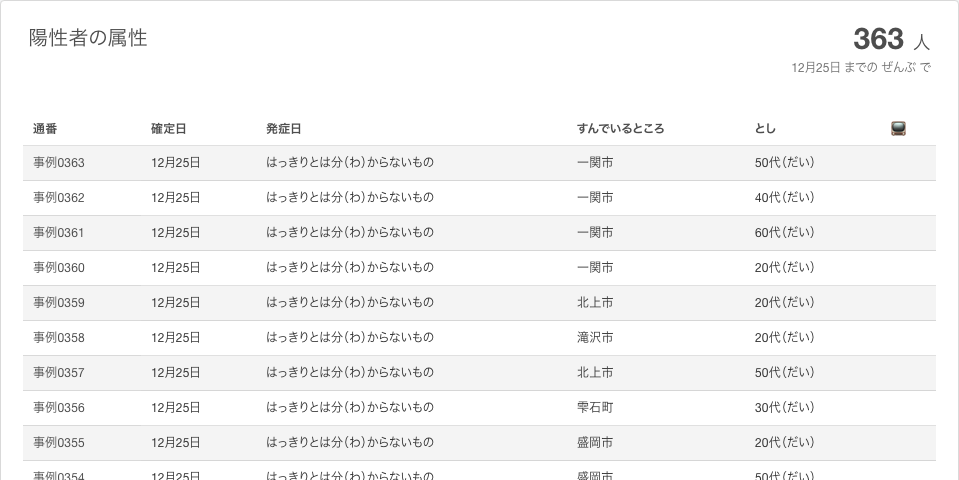 陽性者の属性
363 人
12月25日 までの ぜんぶ で
通番 確定日 発症日 すんでいるところ とし
事例0363 12月25日 はっきりとは分(わ)からないもの 一関市 50代(だい)
事例0362 12月25日 はっきりとは分(わ)からないもの 一関市 40代(だい)
事例0361 12月25日 はっきりとは分(わ)からないもの 一関市 60代(だい)
事例0360 12月25日 はっきりとは分(わ)からないもの 一関市 20代(だい)
事例0359 12月25日 はっきりとは分(わ)からないもの 北上市 20代(だい)
事例0358 12月25日 はっきりとは分(わ)からないもの 滝沢市 20代(だい)
事例0357 12月25日 はっきりとは分(わ)からないもの 北上市 50代(だい)
事例0356 12月25日 はっきりとは分(わ)からないもの 雫石町 30代(だい)
事例0355 12月25日 はっきりとは分(わ)からないもの 盛岡市 20代(だい)
事例0354 12月25日 はっきりとは分(わ)からないもの 盛岡市 50代(だい)